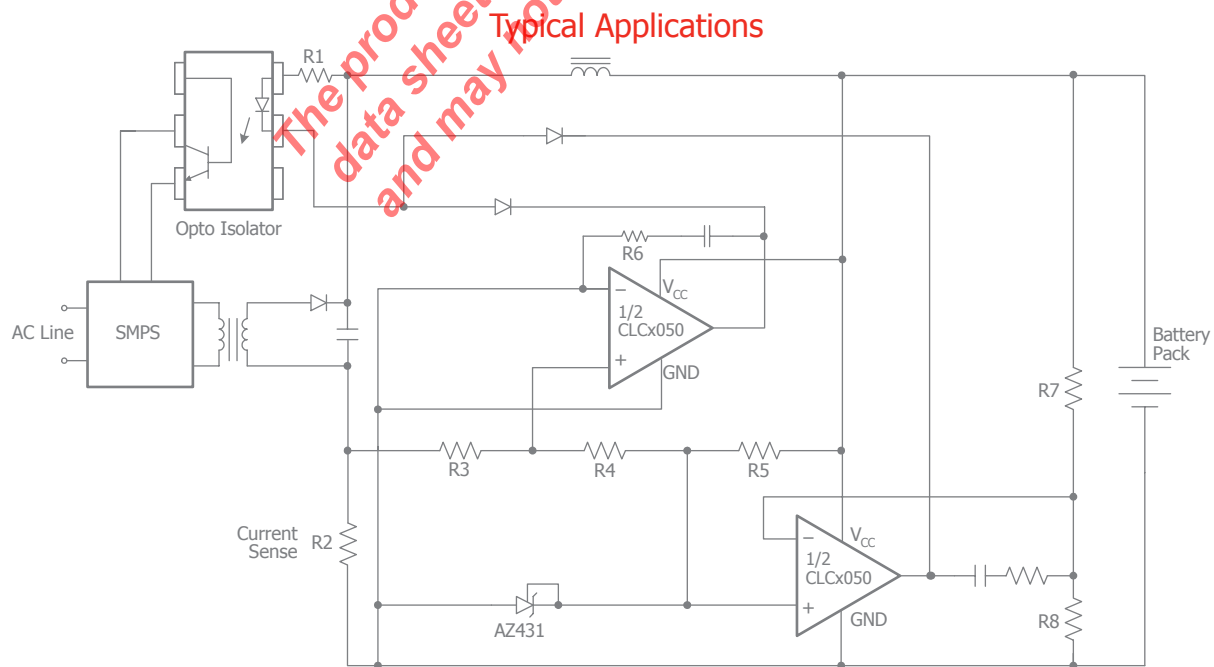 Typical Applications
The prod
data sheet
and may no
R1
Opto Isolator
R6
VCC
1/2
CLCx050
GND
AC Line
SMPS
Battery
Pack
R7
R3
R4
R5
Current
Sense
R2
VCC
1/2
CLCx050
GND
AZ431
R8